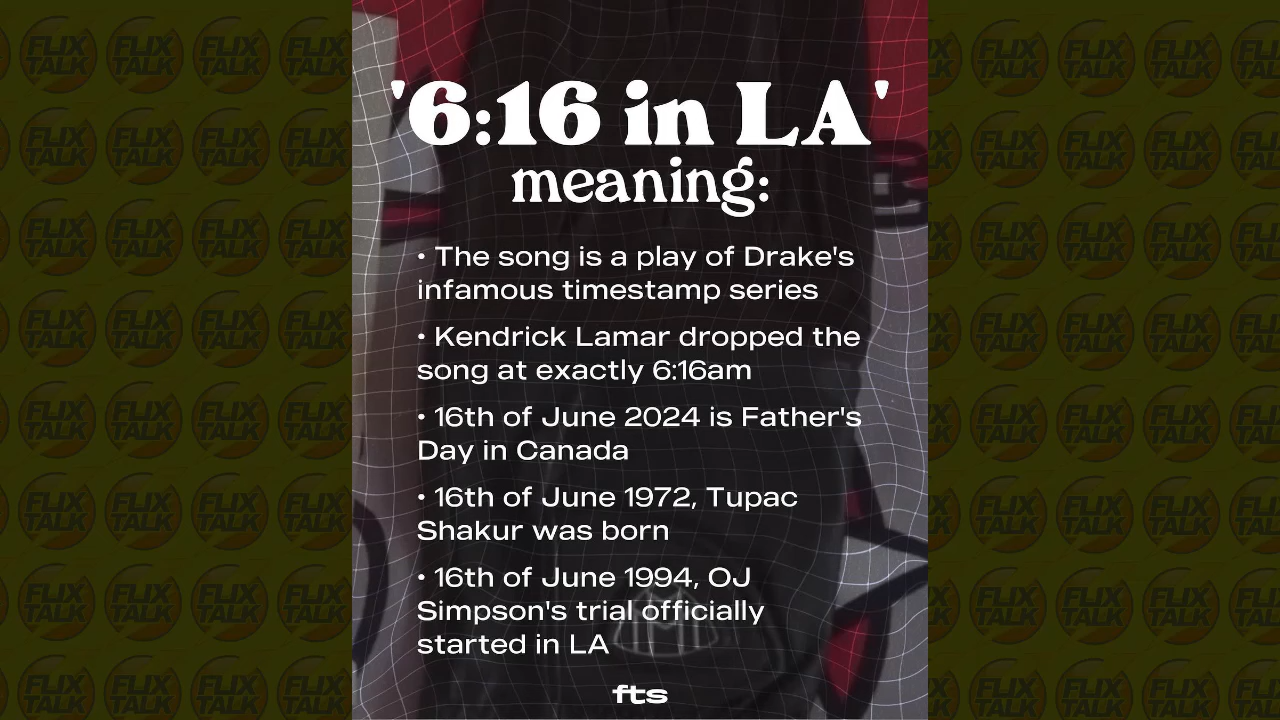 '6:16 in LA'
meaning:
• The song is a play of Drake's
infamous timestamp series
• Kendrick Lamar dropped the
song at exactly 6:16am
• 16th of June 2024 is Father's
Day in Canada
• 16th of June 1972, Tupac
Shakur was born
• 16th of June 1994, OJ
Simpson's trial officially
started in LA
fts
FLIX
TALK